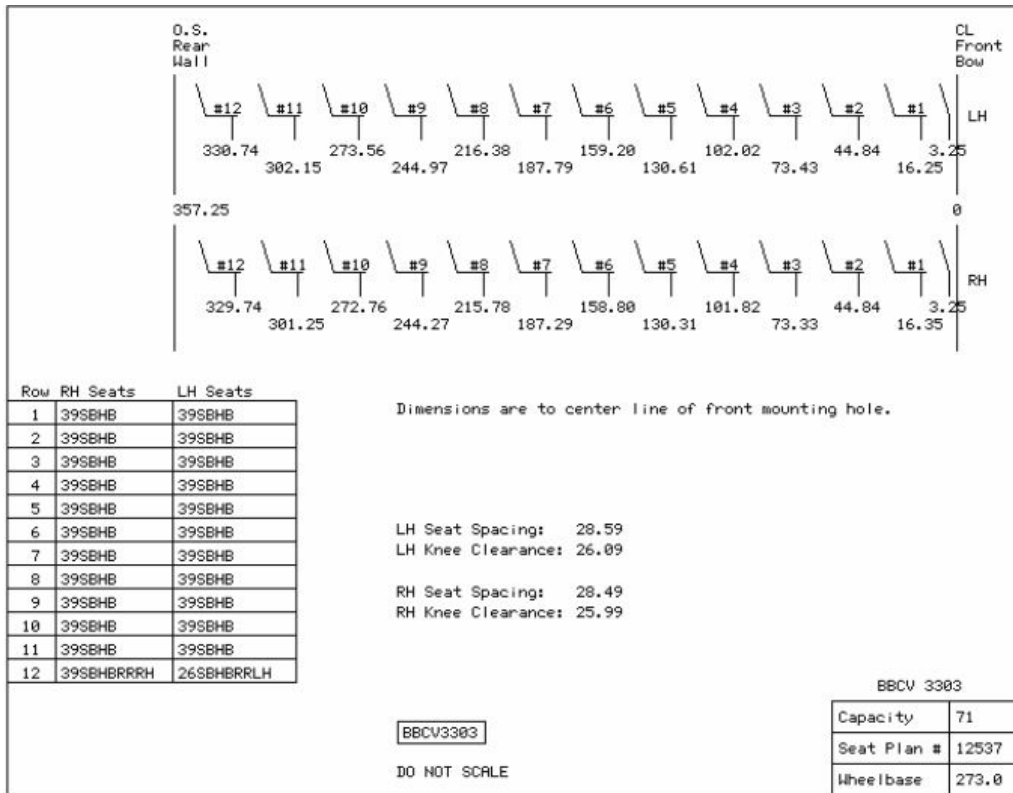 O.S. Rear Wall
CL Front Bow
#12 #11 #10 #9 #8 #7 #6 #5 #4 #3 #2 #1 LH
330.74 273.56 216.38 159.20 102.02 44.84 3.25
302.15 244.97 187.79 130.61 73.43 16.25
357.25 0
#12 #11 #10 #9 #8 #7 #6 #5 #4 #3 #2 #1 RH
329.74 272.76 215.78 158.80 101.82 44.84 3.25
301.25 244.27 187.29 130.31 73.33 16.35
Row RH Seats LH Seats
1 39SBHB 39SBHB
2 39SBHB 39SBHB
3 39SBHB 39SBHB
4 39SBHB 39SBHB
5 39SBHB 39SBHB
6 39SBHB 39SBHB
7 39SBHB 39SBHB
8 39SBHB 39SBHB
9 39SBHB 39SBHB
10 39SBHB 39SBHB
11 39SBHB 39SBHB
12 39SBHBRRRH 26SBHBRRLH
Dimensions are to center line of front mounting hole.
LH Seat Spacing: 28.59
LH Knee Clearance: 26.09
RH Seat Spacing: 28.49
RH Knee Clearance: 25.99
BBCV3303
DO NOT SCALE
BBCV 3303
Capacity 71
Seat Plan # 12537
Wheelbase 273.0